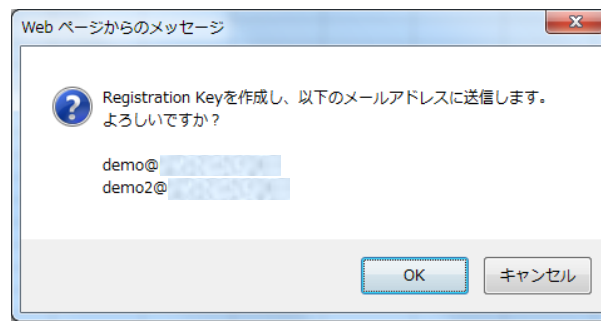 Web ページからのメッセージ
Registration Keyを作成し、以下のメールアドレスに送信します。
よろしいですか？
demo@
demo2@
OK
キャンセル